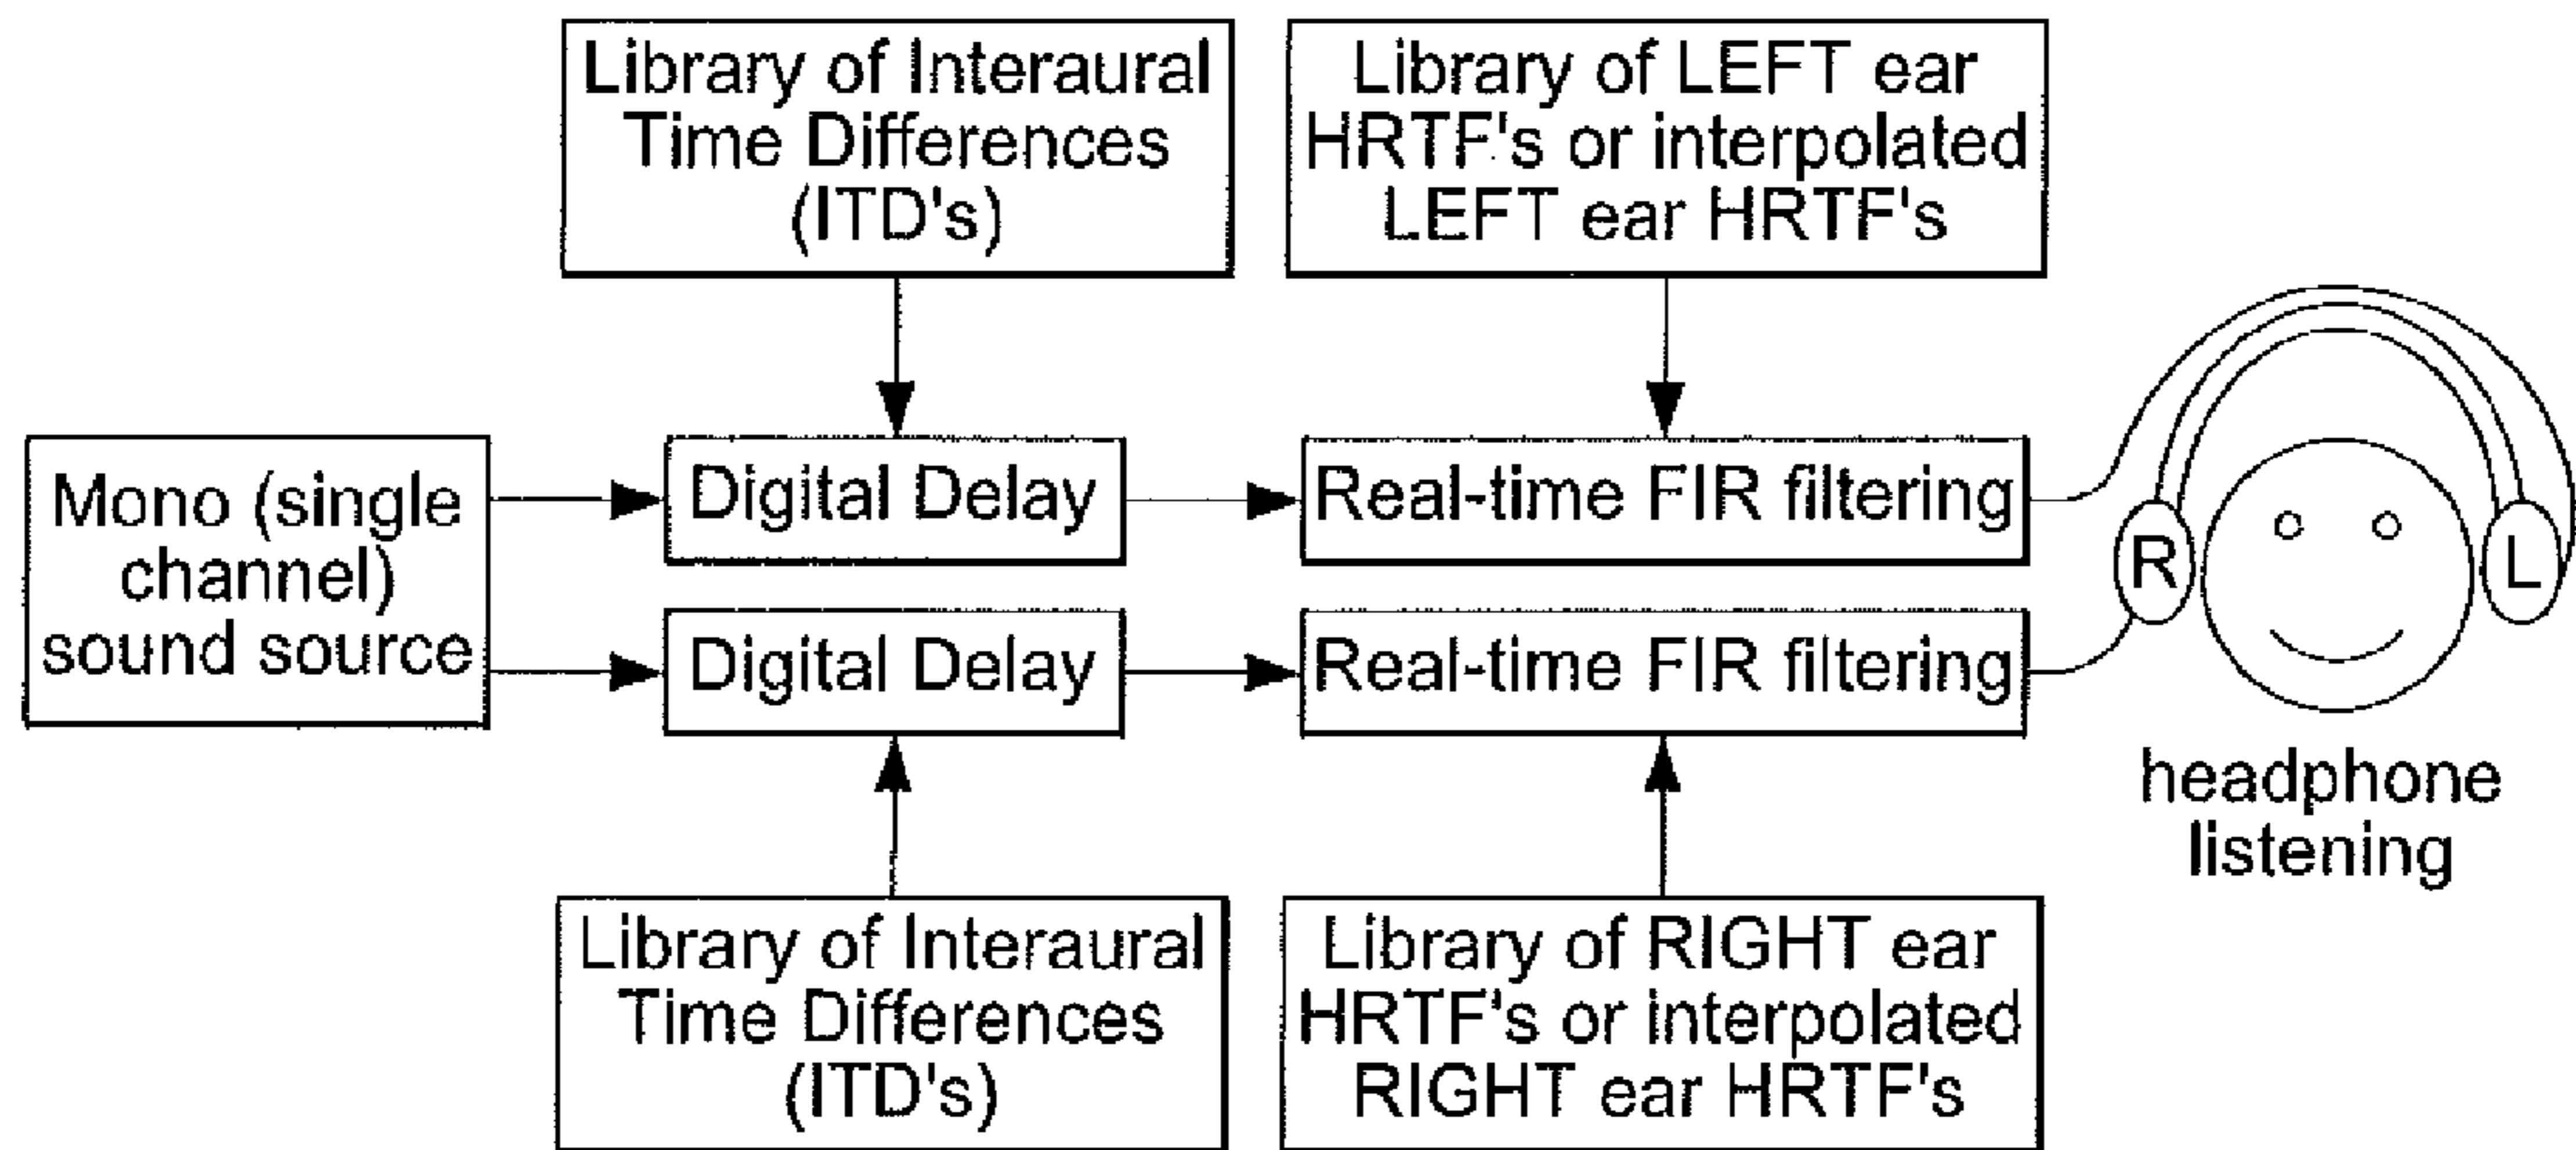 Library of Interaural
Time Differences
(ITD's)
Library of LEFT ear
HRTF's or interpolated
LEFT ear HRTF's
Mono (single
channel)
sound source
Digital Delay
Real-time FIR filtering
R
L
Digital Delay
Real-time FIR filtering
headphone
listening
Library of Interaural
Time Differences
(ITD's)
Library of RIGHT ear
HRTF's or interpolated
RIGHT ear HRTF's